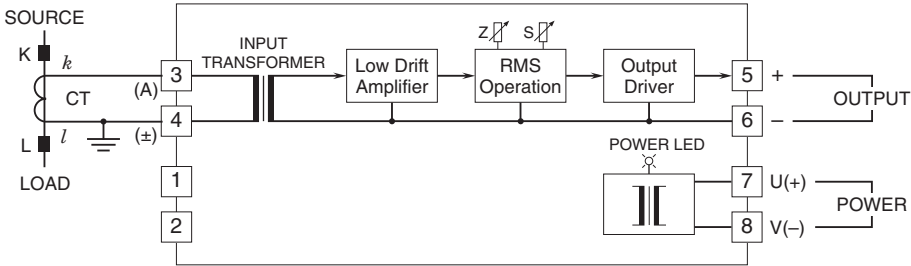 SOURCE
K
k
CT
L
l
LOAD
3
(A)
4
(±)
1
2
INPUT
TRANSFORMER
Low Drift
Amplifier
Z
S
RMS
Operation
Output
Driver
5
+
6
–
OUTPUT
POWER LED
7
U(+)
8
V(–)
POWER